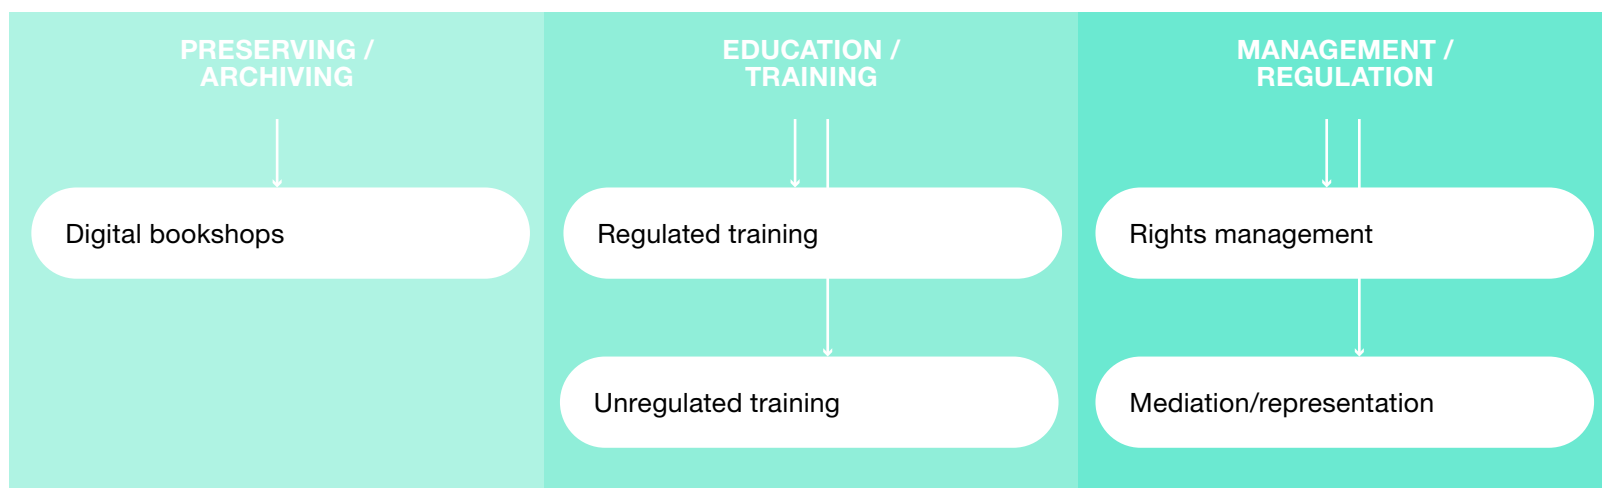 PRESERVING /
ARCHIVING
Digital bookshops
EDUCATION /
TRAINING
Regulated training
Unregulated training
MANAGEMENT /
REGULATION
Rights management
Mediation/representation